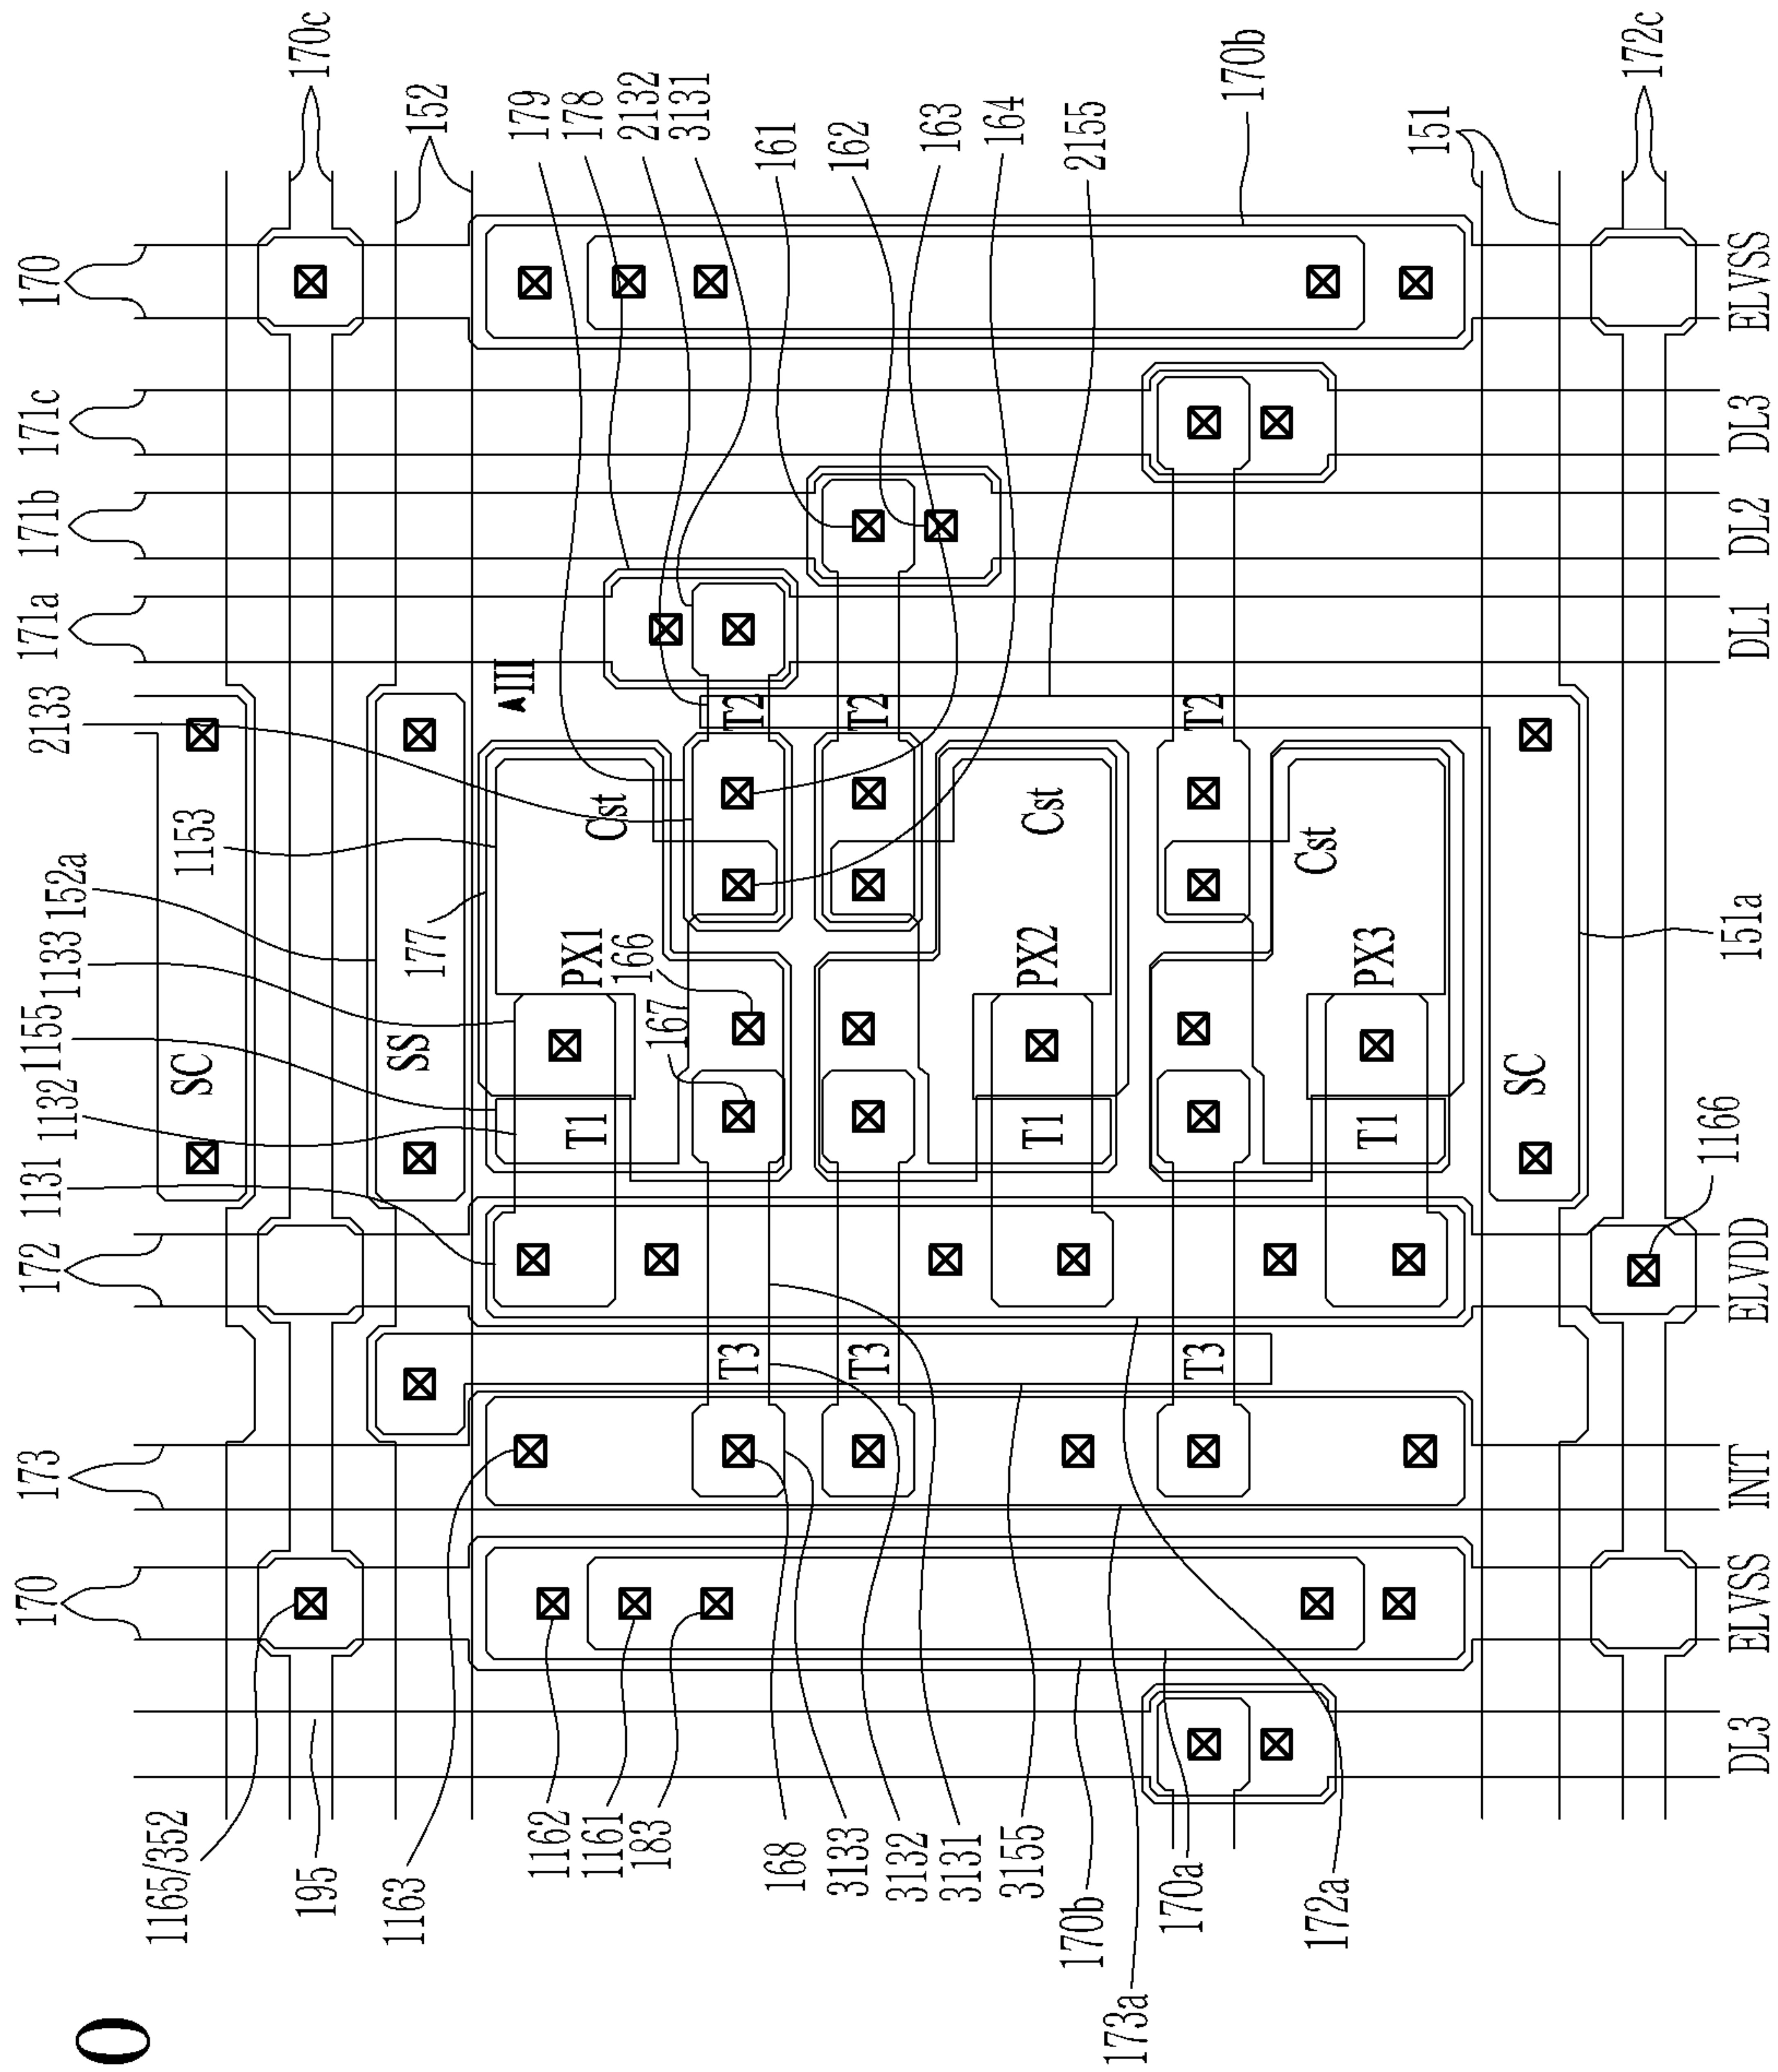 0
170
173
172
1131
1132
1155
1133
152a
2133
171a
171b
171c
170
1165/352
SC
1153
195
170c
1163
SS
177
152
III
1162
1161
183
T1
PX1
166
167
Cst
179
178
2132
3131
168
T3
T2
161
3133
T3
T2
162
3132
163
3131
164
3155
T1
PX2
Cst
170b
2155
173a
170a
T3
T2
170b
172a
T1
PX3
Cst
151
SC
172c
1166
151a
DL3
ELVSS
INIT
ELVDD
DL1
DL2
DL3
ELVSS